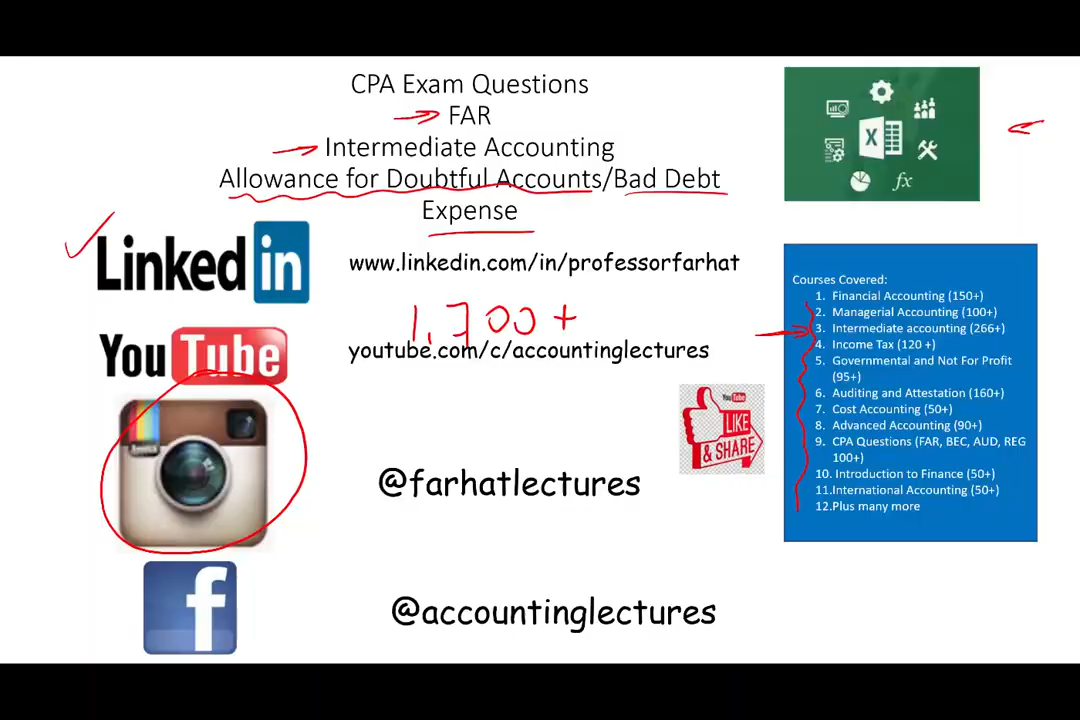 CPA Exam Questions
FAR
Intermediate Accounting
Allowance for Doubtful Accounts/Bad Debt
Expense
Linked in
www.linkedin.com/in/professorfarhat
1,700+
YouTube
youtube.com/c/accountinglectures
@farhatlectures
f
@accountinglectures
YouTube
LIKE
& SHARE
X
fx
Courses Covered:
1. Financial Accounting (150+)
2. Managerial Accounting (100+)
3. Intermediate accounting (266+)
4. Income Tax (120 +)
5. Governmental and Not For Profit
(95+)
6. Auditing and Attestation (160+)
7. Cost Accounting (50+)
8. Advanced Accounting (90+)
9. CPA Questions (FAR, BEC, AUD, REG
100+)
10. Introduction to Finance (50+)
11.International Accounting (50+)
12.Plus many more